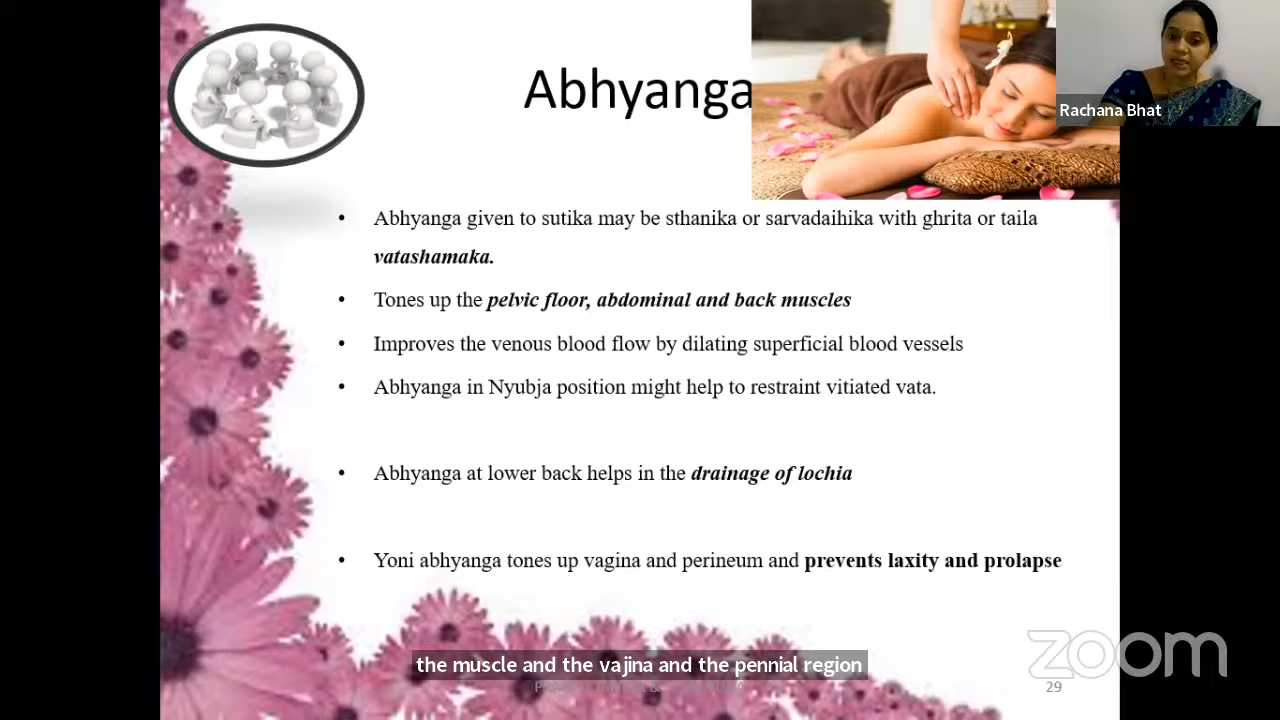 Abhyanga
Rachana Bhat
• Abhyanga given to sutika may be sthanika or sarvadaihika with ghrita or taila
vatashamaka.
• Tones up the pelvic floor, abdominal and back muscles
• Improves the venous blood flow by dilating superficial blood vessels
• Abhyanga in Nyubja position might help to restraint vitiated vata.
• Abhyanga at lower back helps in the drainage of lochia
• Yoni abhyanga tones up vagina and perineum and prevents laxity and prolapse
the muscle and the vajina and the pennial region
zoom
29